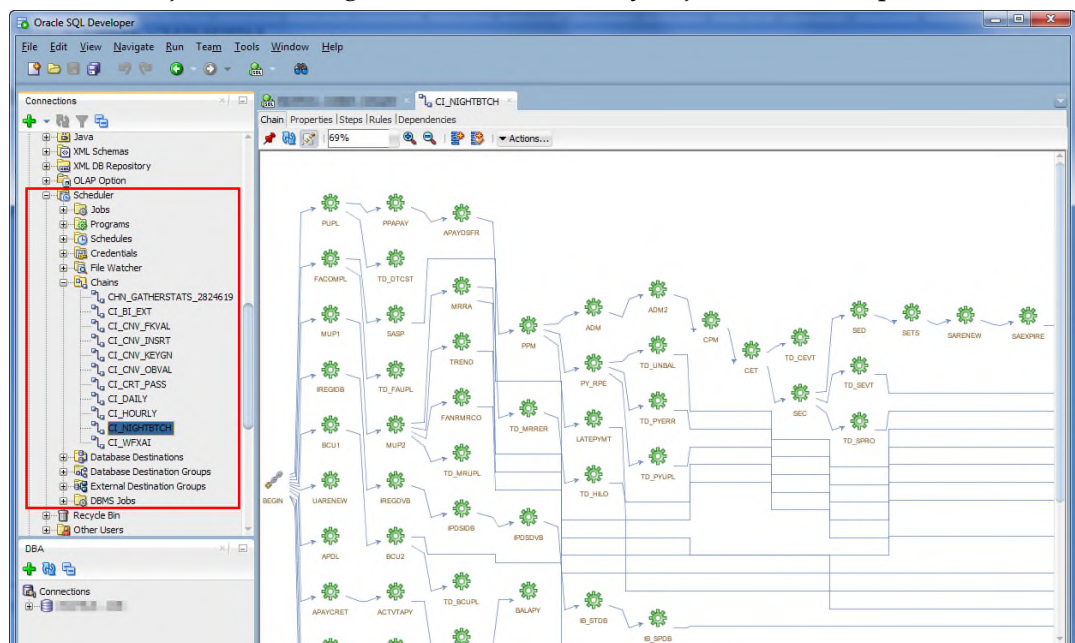 Oracle SQL Developer
File Edit View Navigate Run Team Tools Window Help
Connections
CI_NIGHTBTCH
Chain Properties Steps Rules Dependencies
69%
Actions...
Java
XML Schemas
XML DB Repository
OLAP Option
Scheduler
Jobs
Programs
Schedules
Credentials
File Watcher
Chains
CHN_GATHERSTATS_2824619
CI_BI_EXT
CI_CNV_FKVAL
CI_CNV_INSRT
CI_CNV_KEYGN
CI_CNV_OBVAL
CI_CRT_PASS
CI_DAILY
CI_HOURLY
CI_NIGHTBTCH
CI_WFXAI
Database Destinations
Database Destination Groups
External Destination Groups
DBMS Jobs
Recycle Bin
Other Users
DBA
Connections
PUPL PPAPAY APAYDSFR
FACOMPL TD_DTCST
MRRA ADM ADM2
MUP1 SASP PPM CPM SED SETS SARENEW SAEXPIRE
TREND TD_UNBAL CET TD_CEVT
IREGIDB TD_FAUPL PY_RPE SEC TD_SEVT
FANRMRCO TD_MRRER LATEPYMT TD_PYERR TD_SPRO
BCU1 MUP2
TD_MRUPL TD_HILO TD_PYUPL
BEGIN UARENEW IREGDVB
IPDSIDB IPDSDVB
APDL BCU2
TD_BCUPL BALAPY IB_STDB
APAYCRET ACTVTAPY
IB_SPDB